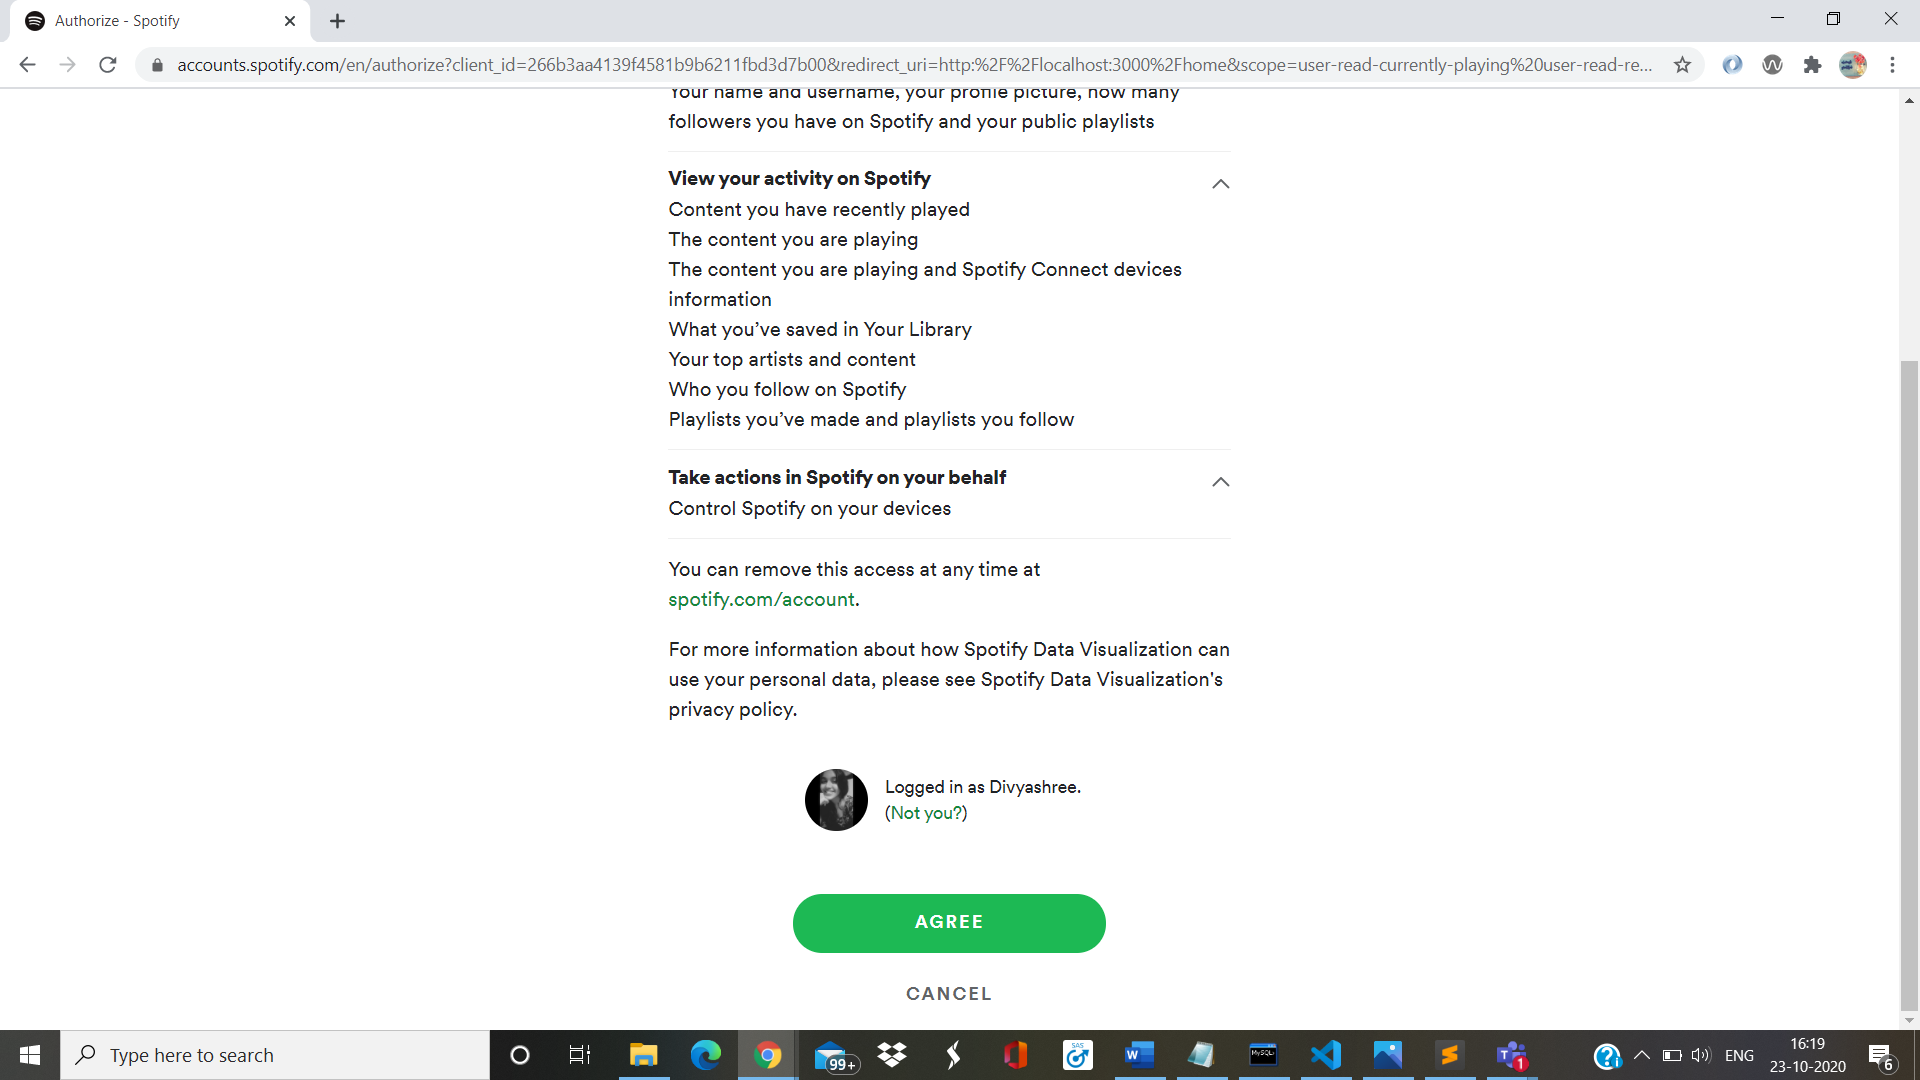 Authorize - Spotify
accounts.spotify.com/en/authorize?client_id=266b3aa4139f4581b9b6211fbd3d7b00&redirect_uri=http:%2F%2Flocalhost:3000%2Fhome&scope=user-read-currently-playing%20user-read-re...
Your name and username, your profile picture, how many
followers you have on Spotify and your public playlists
View your activity on Spotify
Content you have recently played
The content you are playing
The content you are playing and Spotify Connect devices
information
What you’ve saved in Your Library
Your top artists and content
Who you follow on Spotify
Playlists you’ve made and playlists you follow
Take actions in Spotify on your behalf
Control Spotify on your devices
You can remove this access at any time at
spotify.com/account.
For more information about how Spotify Data Visualization can
use your personal data, please see Spotify Data Visualization's
privacy policy.
Logged in as Divyashree.
(Not you?)
AGREE
CANCEL
Type here to search
99+
SAS
W
MySQL
T
1
ENG
16:19
23-10-2020
6